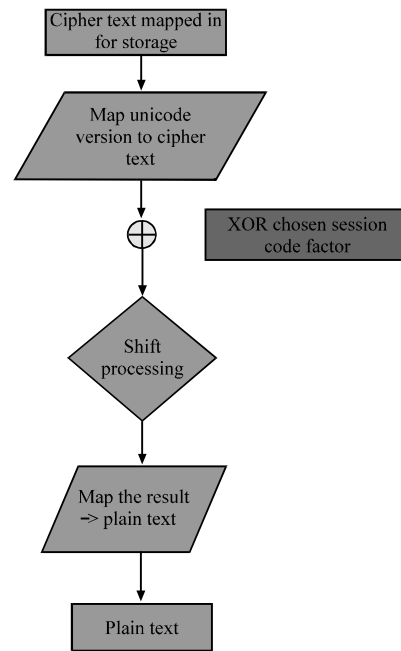 Cipher text mapped in
for storage
Map unicode
version to cipher
text
XOR chosen session
code factor
Shift
processing
Map the result
-> plain text
Plain text